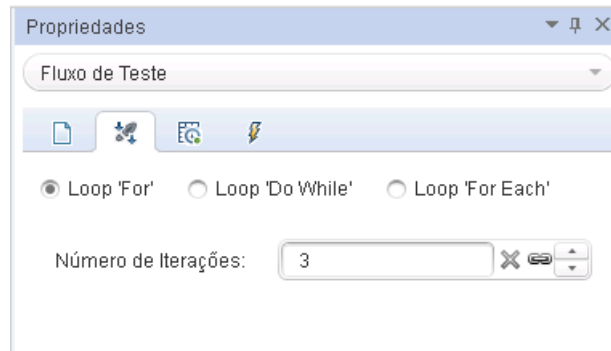 Propriedades
Fluxo de Teste
Loop 'For' Loop 'Do While' Loop 'For Each'
Número de Iterações: 3